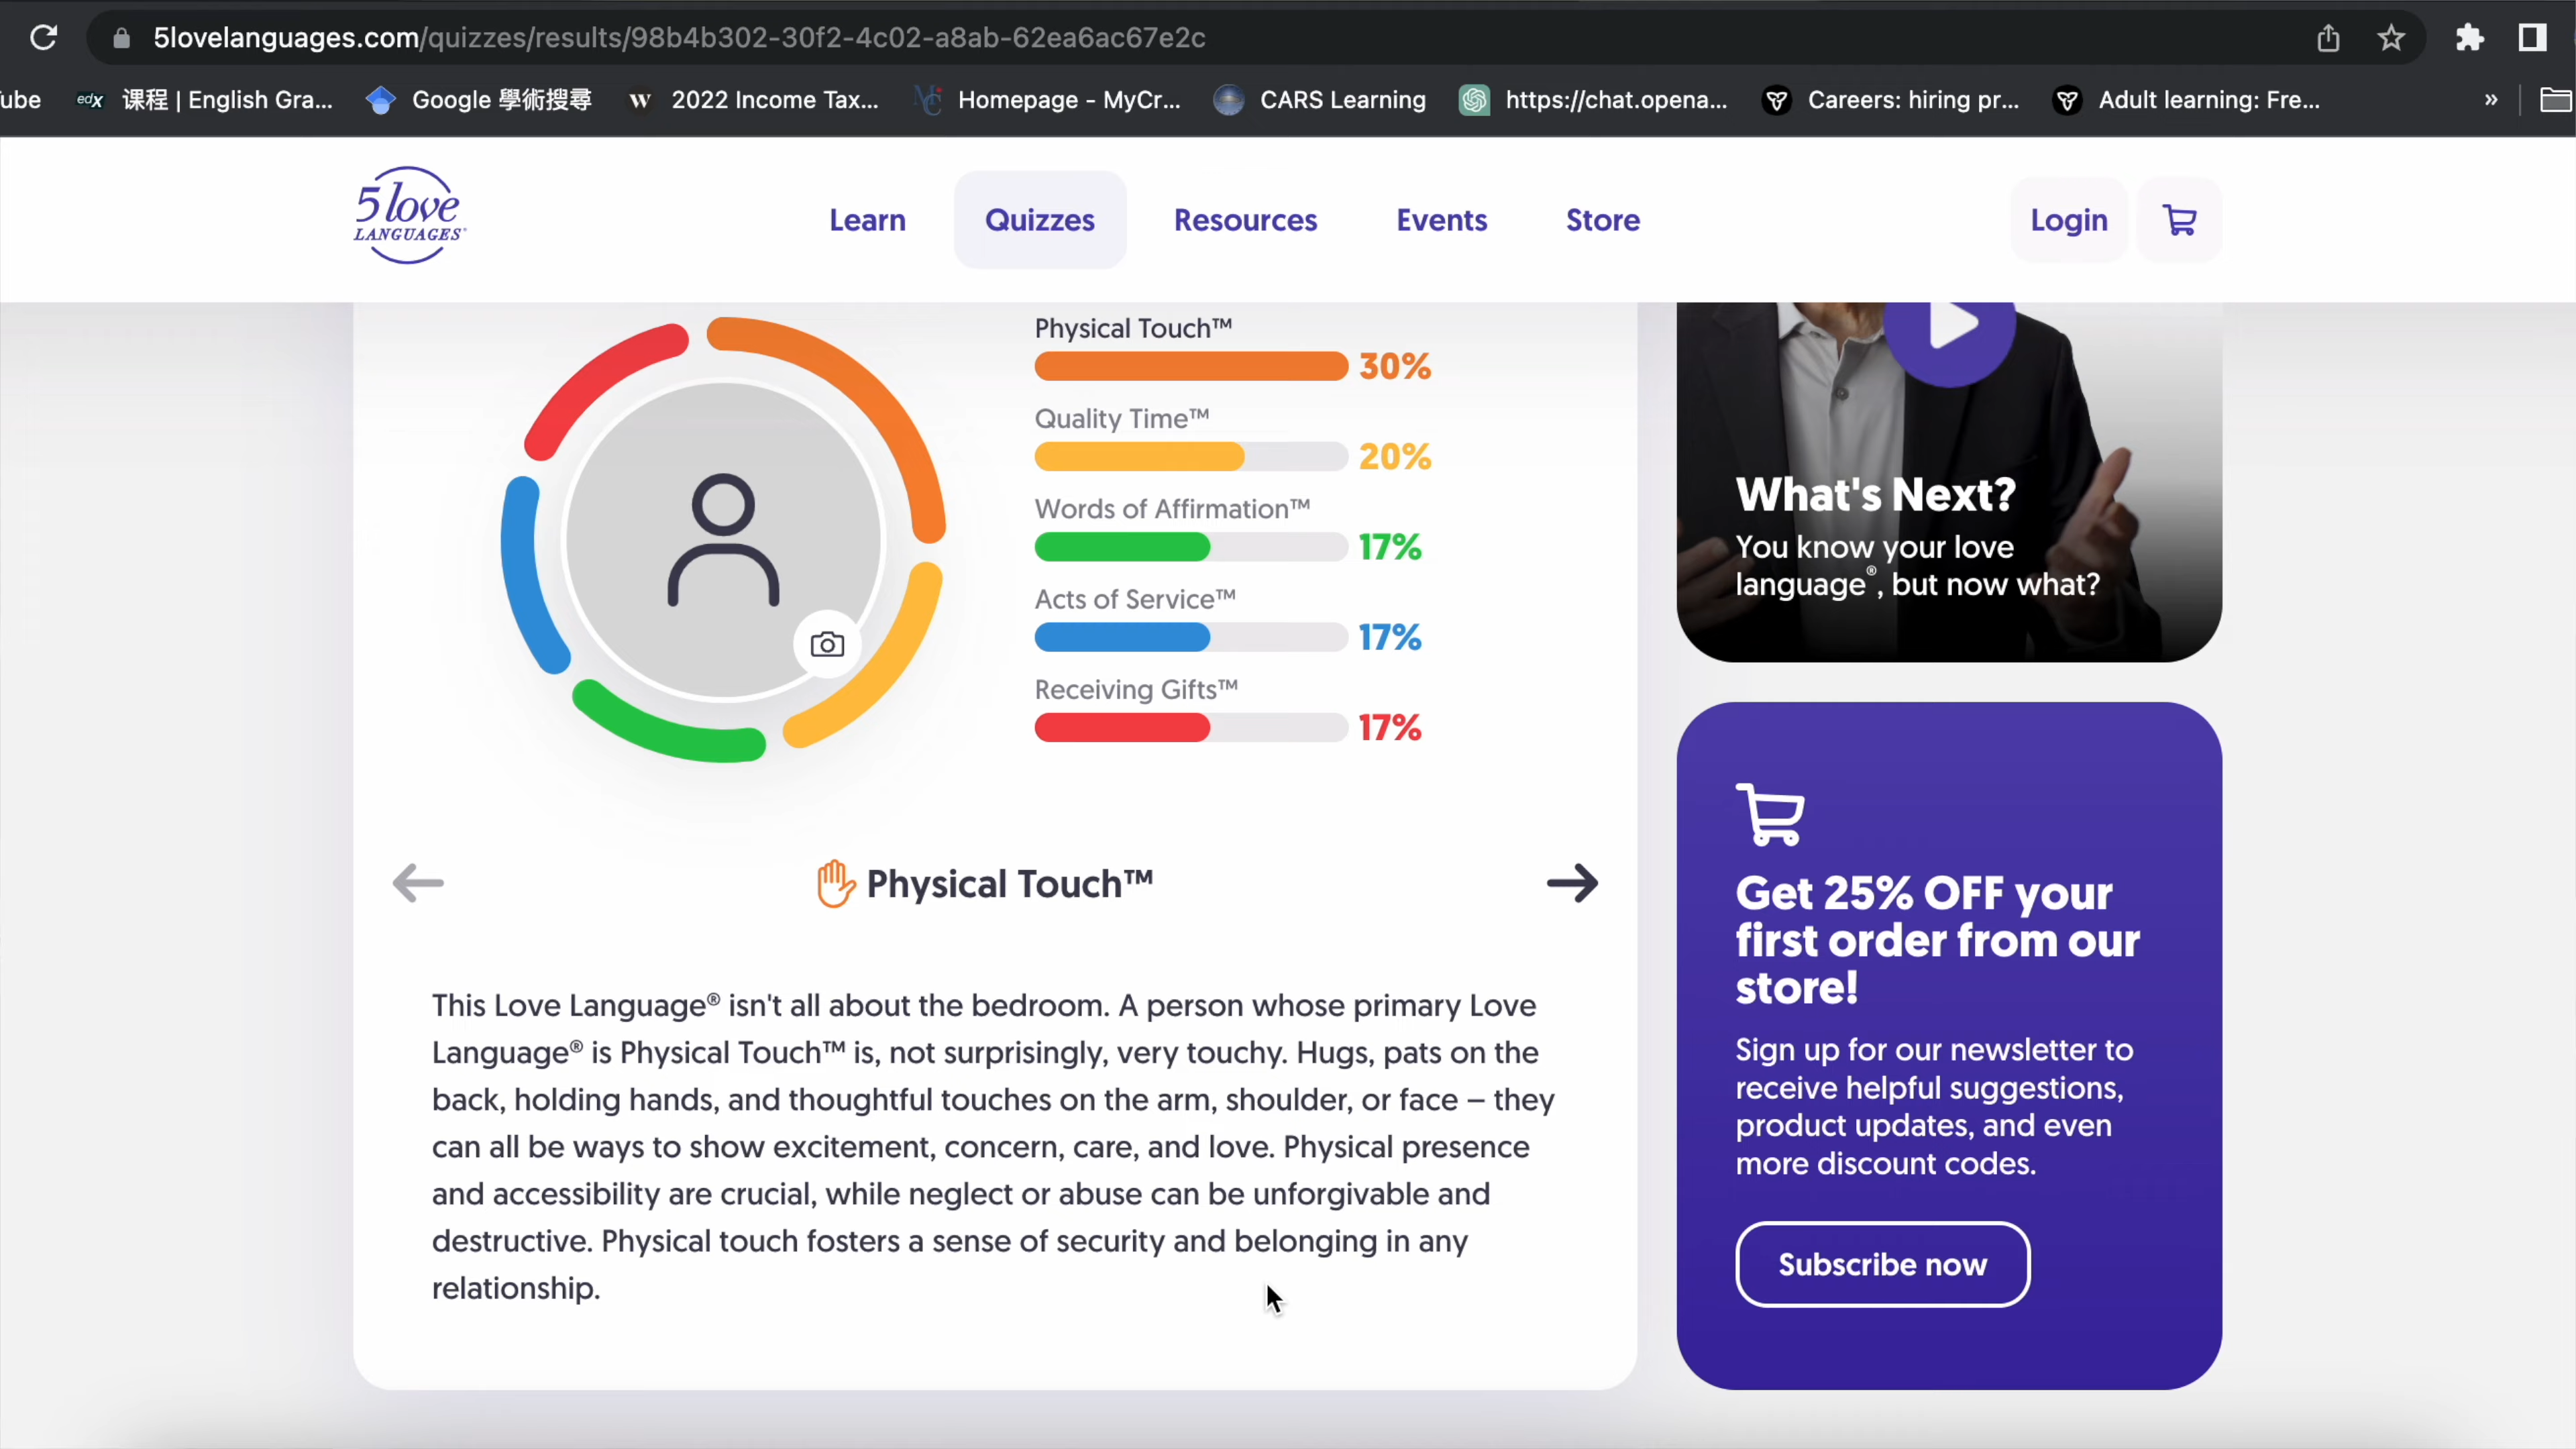 5lovelanguages.com/quizzes/results/98b4b302-30f2-4c02-a8ab-62ea6ac67e2c
ube edX 课程 | English Gra... Google 學術搜尋 W 2022 Income Tax... MC Homepage - MyCr... CARS Learning https://chat.opena... Careers: hiring pr... Adult learning: Fre... »
5 love
LANGUAGES®
Learn Quizzes Resources Events Store Login
Physical Touch™
30%
Quality Time™
20%
Words of Affirmation™
17%
Acts of Service™
17%
Receiving Gifts™
17%
Physical Touch™
This Love Language® isn't all about the bedroom. A person whose primary Love
Language® is Physical Touch™ is, not surprisingly, very touchy. Hugs, pats on the
back, holding hands, and thoughtful touches on the arm, shoulder, or face – they
can all be ways to show excitement, concern, care, and love. Physical presence
and accessibility are crucial, while neglect or abuse can be unforgivable and
destructive. Physical touch fosters a sense of security and belonging in any
relationship.
What's Next?
You know your love
language®, but now what?
Get 25% OFF your
first order from our
store!
Sign up for our newsletter to
receive helpful suggestions,
product updates, and even
more discount codes.
Subscribe now